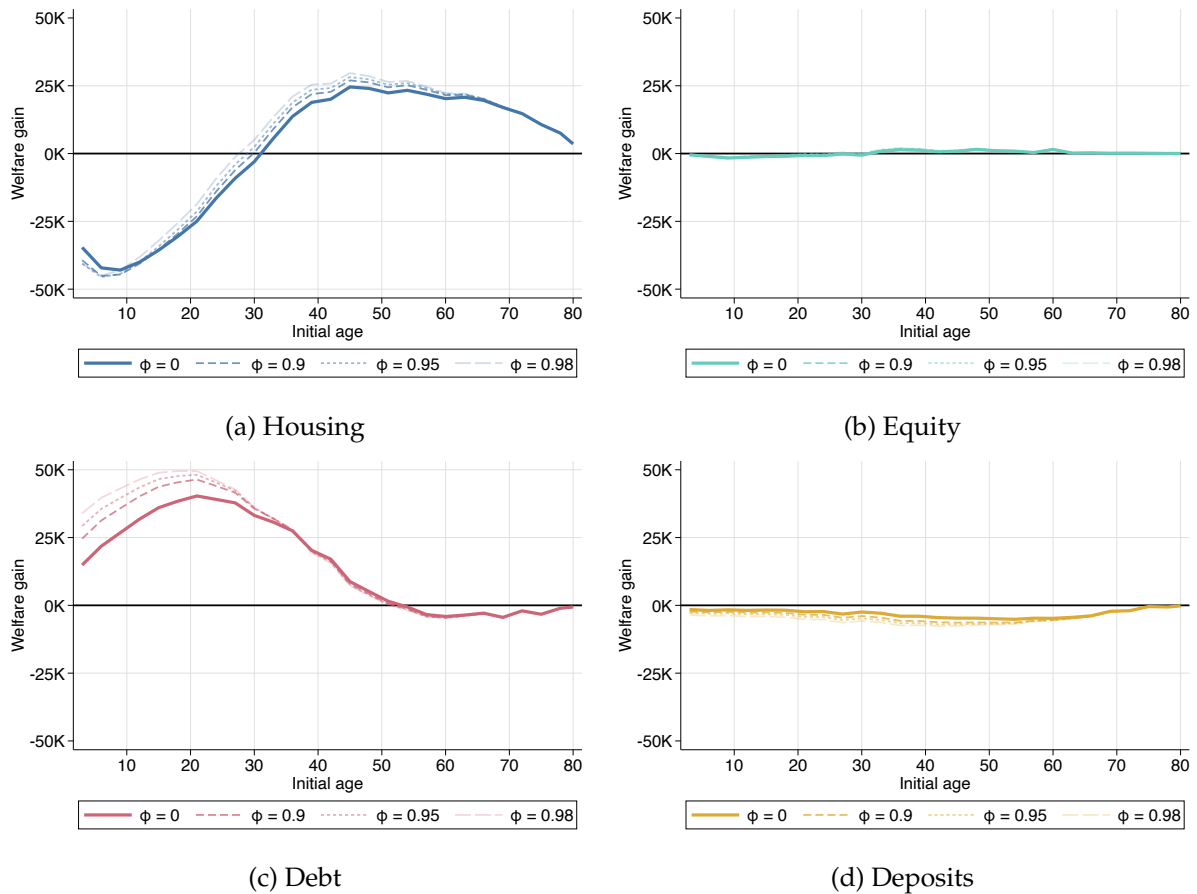 50K
25K
0K
-25K
-50K
Welfare gain
10 20 30 40 50 60 70 80
Initial age
ϕ = 0 ϕ = 0.9 ϕ = 0.95 ϕ = 0.98
(a) Housing
50K
25K
0K
-25K
-50K
Welfare gain
10 20 30 40 50 60 70 80
Initial age
ϕ = 0 ϕ = 0.9 ϕ = 0.95 ϕ = 0.98
(b) Equity
50K
25K
0K
-25K
-50K
Welfare gain
10 20 30 40 50 60 70 80
Initial age
ϕ = 0 ϕ = 0.9 ϕ = 0.95 ϕ = 0.98
(c) Debt
50K
25K
0K
-25K
-50K
Welfare gain
10 20 30 40 50 60 70 80
Initial age
ϕ = 0 ϕ = 0.9 ϕ = 0.95 ϕ = 0.98
(d) Deposits